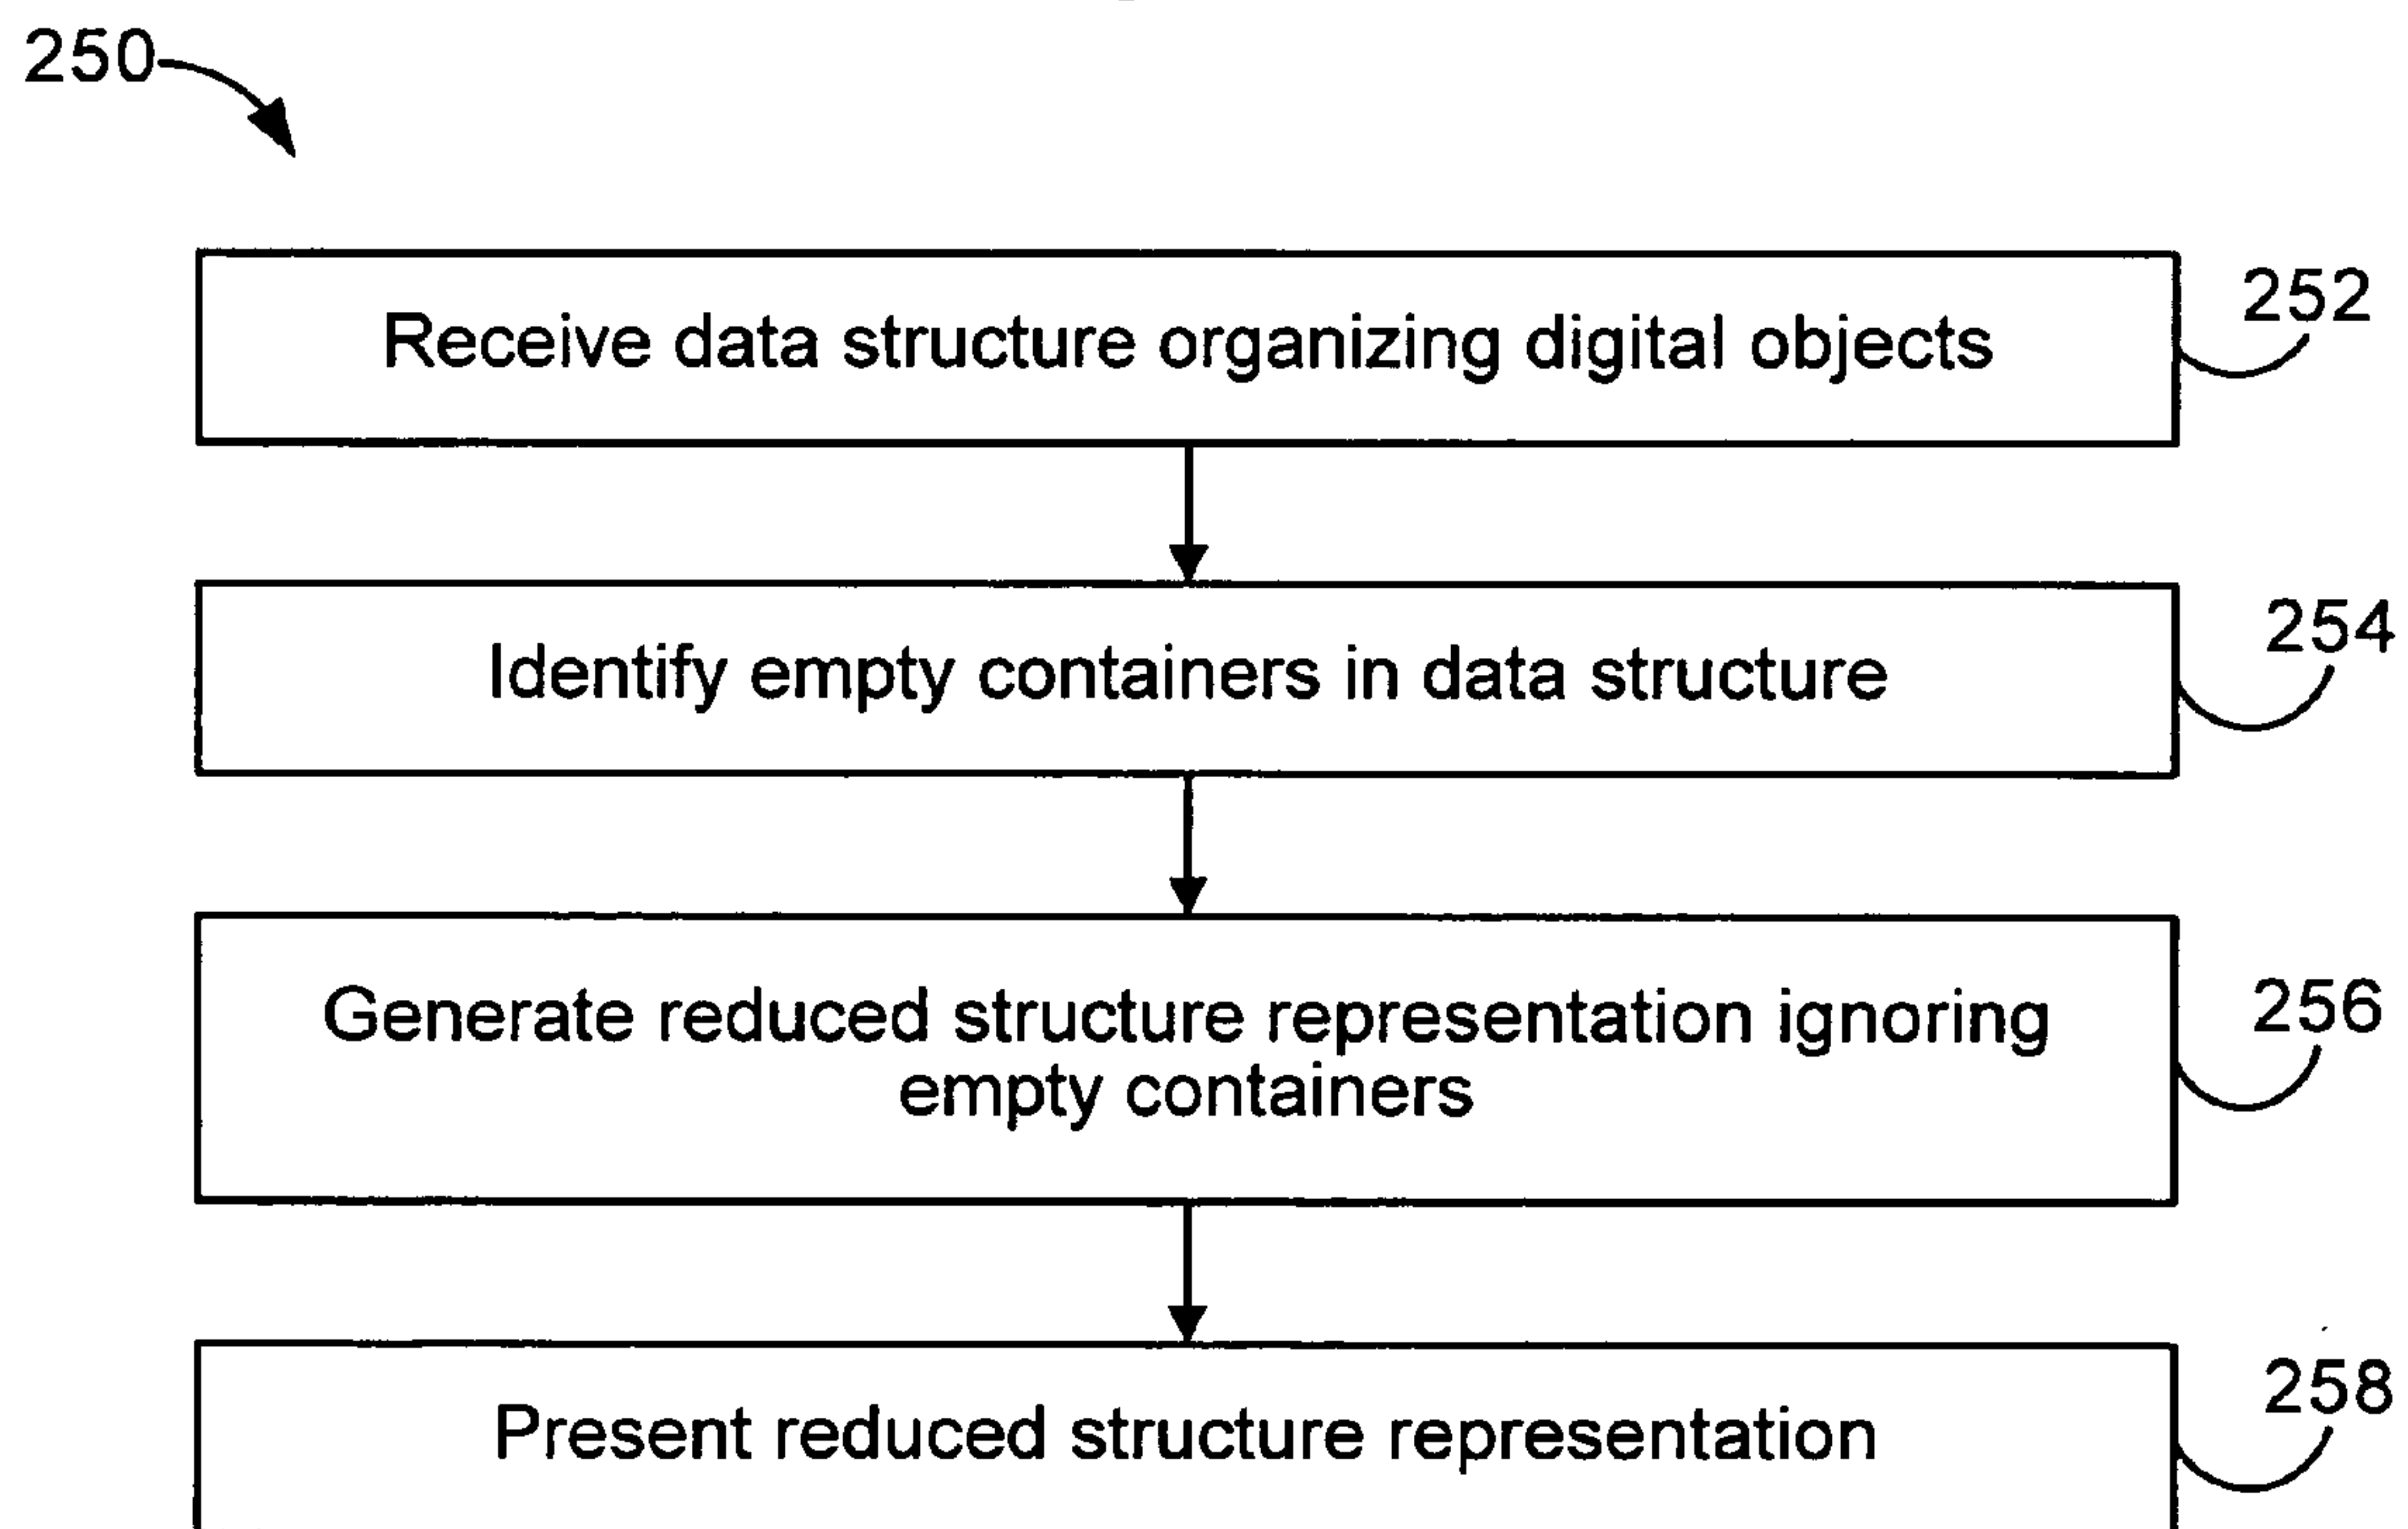 250
Receive data structure organizing digital objects
252
Identify empty containers in data structure
254
Generate reduced structure representation ignoring
empty containers
256
Present reduced structure representation
258